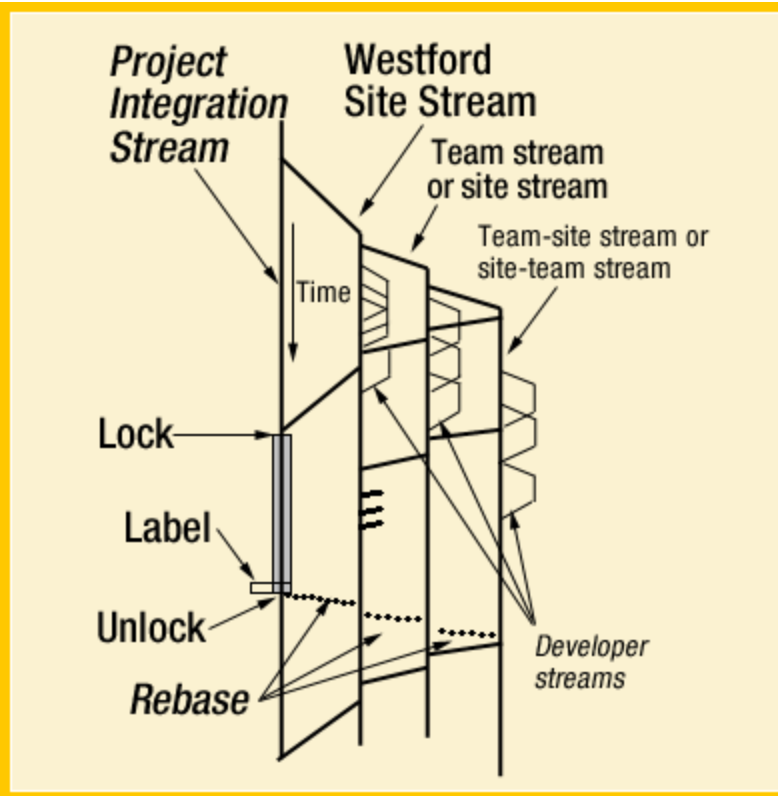 Project
Integration
Stream
Westford
Site Stream
Team stream
or site stream
Team-site stream or
site-team stream
Time
Lock
Label
Unlock
Rebase
Developer
streams